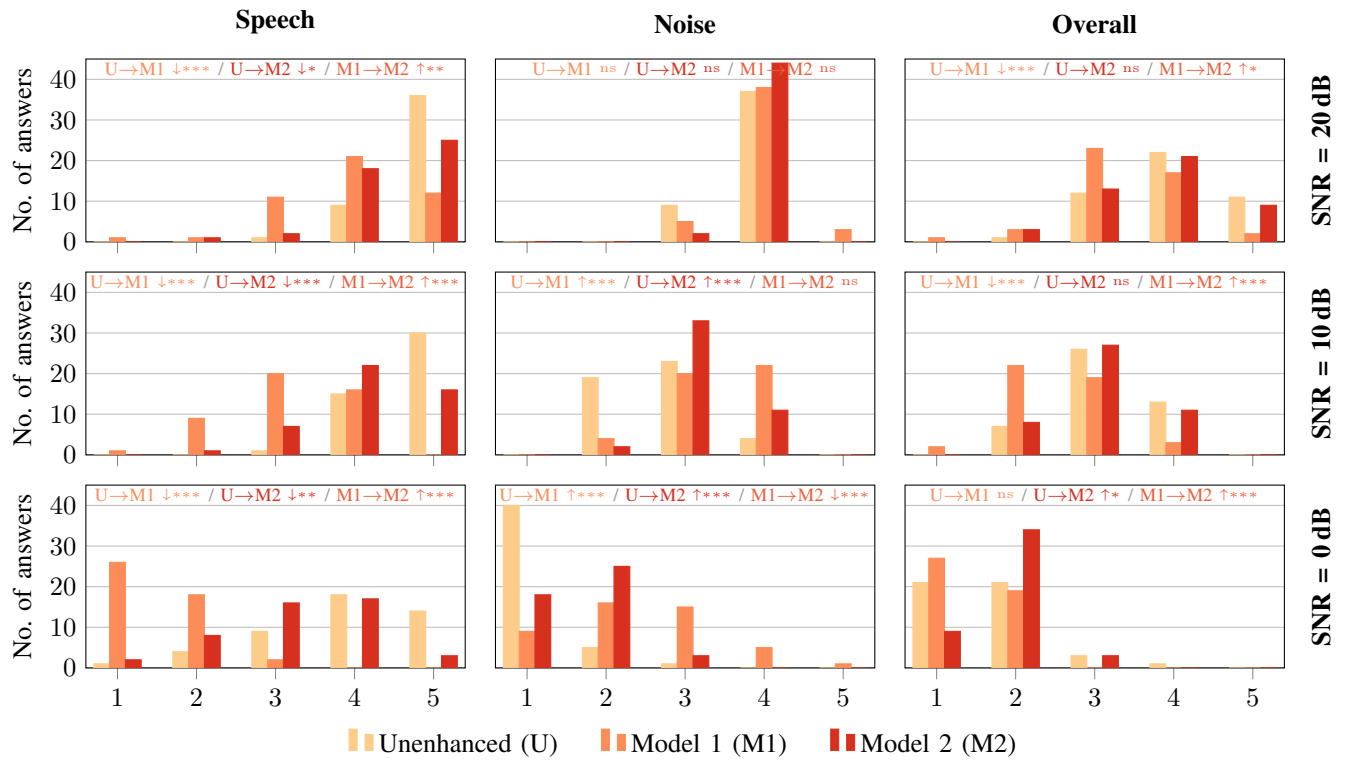 Speech
Noise
Overall
U→M1 ↓*** / U→M2 ↓* / M1→M2 ↑**
U→M1 ns / U→M2 ns / M1→M2 ns
U→M1 ↓*** / U→M2 ns / M1→M2 ↑*
40
30
20
10
0
No. of answers
SNR = 20 dB
U→M1 ↓*** / U→M2 ↓*** / M1→M2 ↑***
U→M1 ↑*** / U→M2 ↑*** / M1→M2 ns
U→M1 ↓*** / U→M2 ns / M1→M2 ↑***
40
30
20
10
0
No. of answers
SNR = 10 dB
U→M1 ↓*** / U→M2 ↓** / M1→M2 ↑***
U→M1 ↑*** / U→M2 ↑*** / M1→M2 ↓***
U→M1 ns / U→M2 ↑* / M1→M2 ↑***
40
30
20
10
0
No. of answers
SNR = 0 dB
1 2 3 4 5
1 2 3 4 5
1 2 3 4 5
Unenhanced (U) Model 1 (M1) Model 2 (M2)